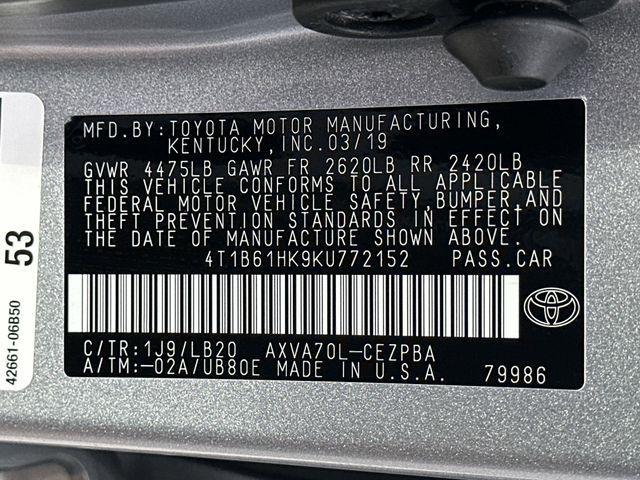 MFD.BY:TOYOTA MOTOR MANUFACTURING,
KENTUCKY,INC.03/19
GVWR 4475LB GAWR FR 2620LB RR 2420LB
THIS VEHICLE CONFORMS TO ALL APPLICABLE
FEDERAL MOTOR VEHICLE SAFETY,BUMPER,AND
THEFT PREVENTION STANDARDS IN EFFECT ON
THE DATE OF MANUFACTURE SHOWN ABOVE.
4T1B61HK9KU772152 PASS.CAR
C/TR:1J9/LB20 AXVA70L-CEZPBA
A/TM:-02A/UB80E MADE IN U.S.A. 79986
53
42661-06B50